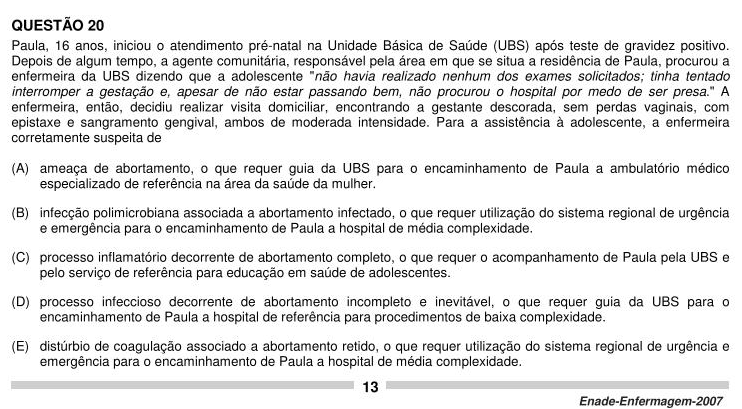 QUESTÃO 20
Paula, 16 anos, iniciou o atendimento pré-natal na Unidade Básica de Saúde (UBS) após teste de gravidez positivo.
Depois de algum tempo, a agente comunitária, responsável pela área em que se situa a residência de Paula, procurou a
enfermeira da UBS dizendo que a adolescente "não havia realizado nenhum dos exames solicitados; tinha tentado
interromper a gestação e, apesar de não estar passando bem, não procurou o hospital por medo de ser presa." A
enfermeira, então, decidiu realizar visita domiciliar, encontrando a gestante descorada, sem perdas vaginais, com
epistaxe e sangramento gengival, ambos de moderada intensidade. Para a assistência à adolescente, a enfermeira
corretamente suspeita de
(A) ameaça de abortamento, o que requer guia da UBS para o encaminhamento de Paula a ambulatório médico
especializado de referência na área da saúde da mulher.
(B) infecção polimicrobiana associada a abortamento infectado, o que requer utilização do sistema regional de urgência
e emergência para o encaminhamento de Paula a hospital de média complexidade.
(C) processo inflamatório decorrente de abortamento completo, o que requer o acompanhamento de Paula pela UBS e
pelo serviço de referência para educação em saúde de adolescentes.
(D) processo infeccioso decorrente de abortamento incompleto e inevitável, o que requer guia da UBS para o
encaminhamento de Paula a hospital de referência para procedimentos de baixa complexidade.
(E) distúrbio de coagulação associado a abortamento retido, o que requer utilização do sistema regional de urgência e
emergência para o encaminhamento de Paula a hospital de média complexidade.
13
Enade-Enfermagem-2007